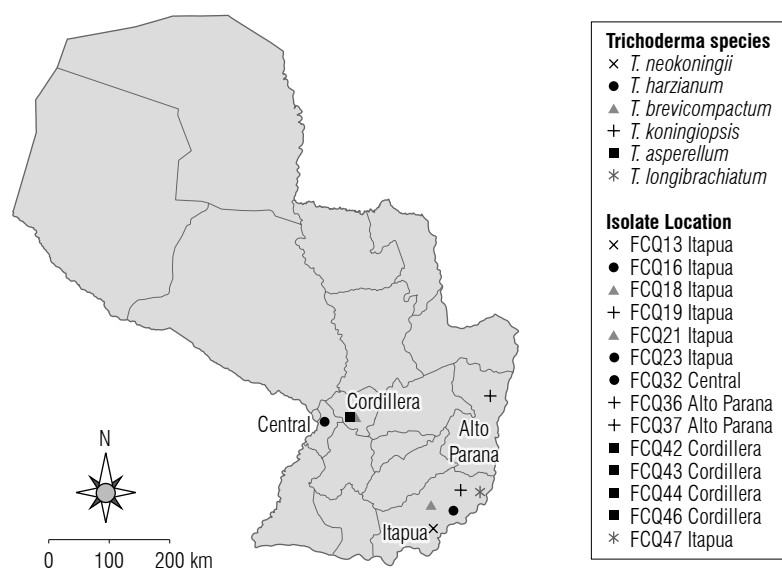 Trichoderma species
T. neokoningii
T. harzianum
T. brevicompactum
T. koningiopsis
T. asperellum
T. longibrachiatum
Isolate Location
FCQ13 Itapua
FCQ16 Itapua
FCQ18 Itapua
FCQ19 Itapua
FCQ21 Itapua
FCQ23 Itapua
FCQ32 Central
FCQ36 Alto Parana
FCQ37 Alto Parana
FCQ42 Cordillera
FCQ43 Cordillera
FCQ44 Cordillera
FCQ46 Cordillera
FCQ47 Itapua
Cordillera
Central
Alto
Parana
Itapua
N
0 100 200 km